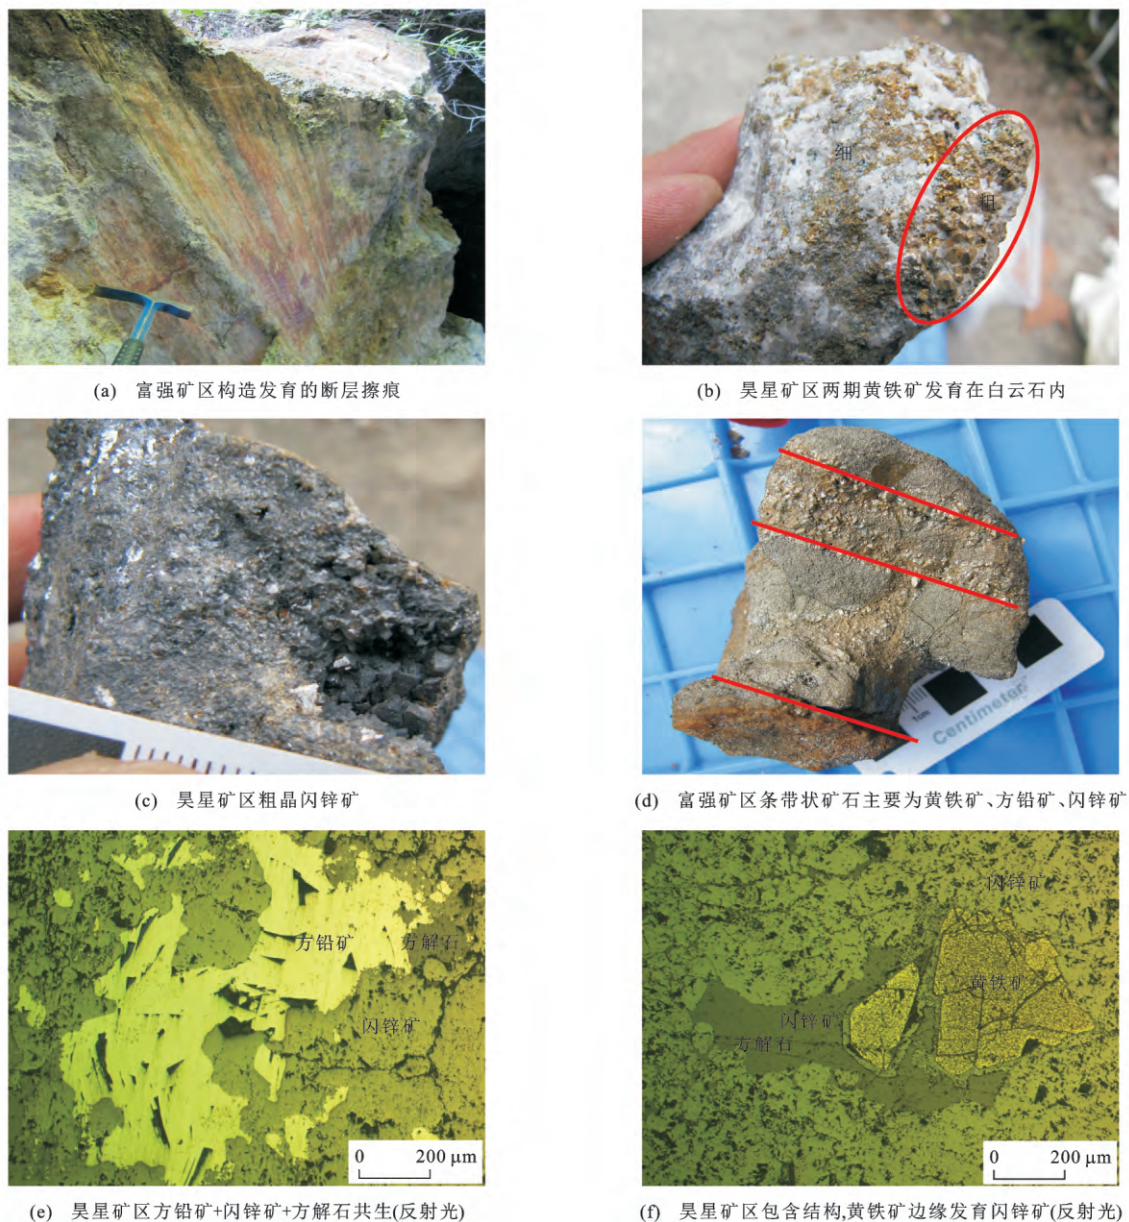 细
粗
(a) 富强矿区构造发育的断层擦痕
(b) 昊星矿区两期黄铁矿发育在白云石内
1cm
Centimeter
(c) 昊星矿区粗晶闪锌矿
(d) 富强矿区条带状矿石主要为黄铁矿、方铅矿、闪锌矿
方铅矿
方解石
闪锌矿
0 200 μm
闪锌矿
黄铁矿
闪锌矿
方解石
0 200 μm
(e) 昊星矿区方铅矿+闪锌矿+方解石共生(反射光)
(f) 昊星矿区包含结构,黄铁矿边缘发育闪锌矿(反射光)